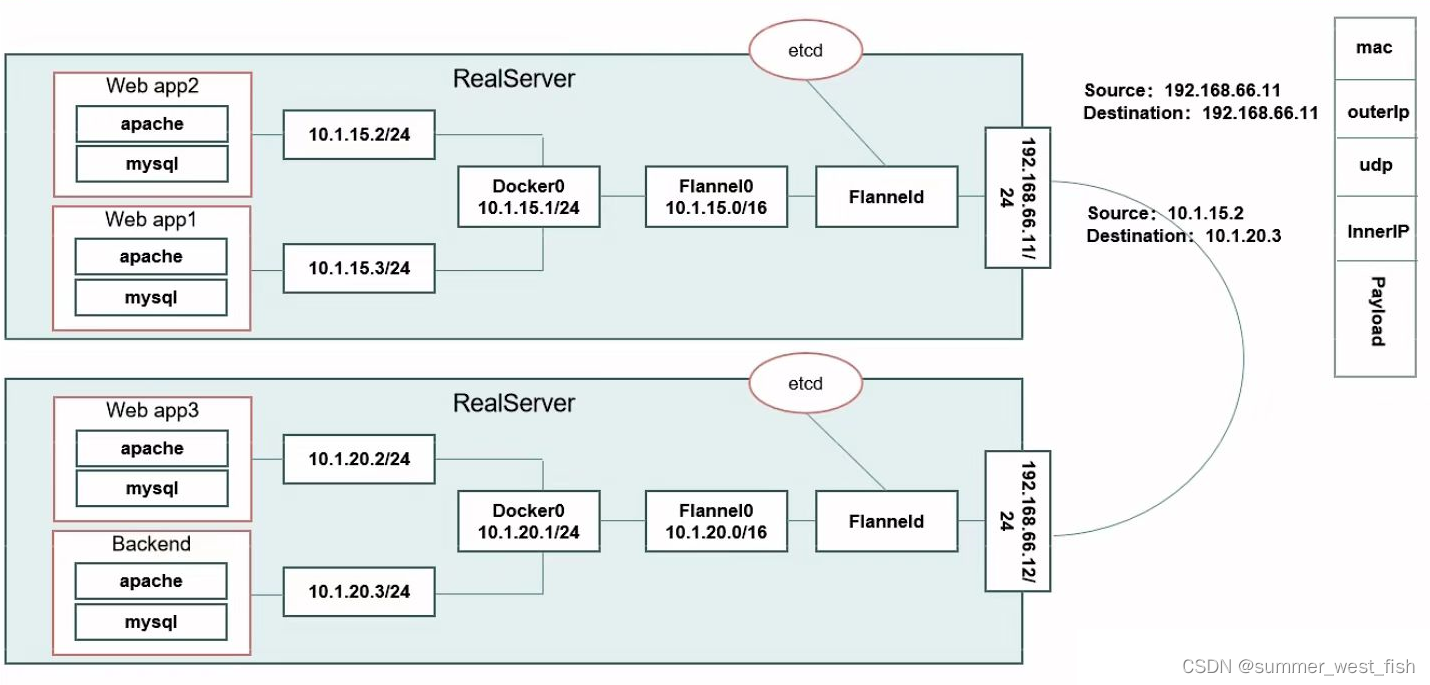 etcd
RealServer
Web app2
apache
mysql
10.1.15.2/24
Web app1
apache
mysql
10.1.15.3/24
Docker0
10.1.15.1/24
Flannel0
10.1.15.0/16
Flanneld
192.168.66.11/
24
Source：192.168.66.11
Destination：192.168.66.11
Source：10.1.15.2
Destination：10.1.20.3
mac
outerIp
udp
InnerIP
Payload
etcd
RealServer
Web app3
apache
mysql
10.1.20.2/24
Backend
apache
mysql
10.1.20.3/24
Docker0
10.1.20.1/24
Flannel0
10.1.20.0/16
Flanneld
192.168.66.12/
24
CSDN @summer_west_fish